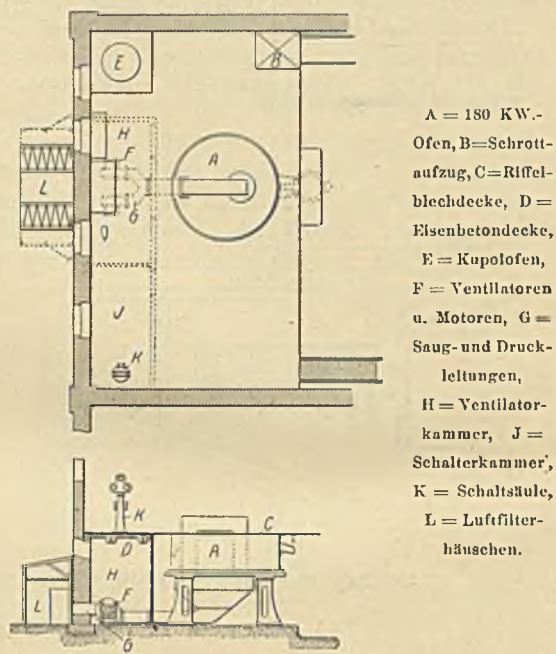 E
B
H
F
A
L
G
D
J
K
K
C
D
A
H
F
L
G
A = 180 KW.-
Ofen, B=Schrott-
aufzug, C=Riffel-
blechdecke, D =
Eisenbetondecke,
E = Kupolofen,
F = Ventilatoren
u. Motoren, G =
Saug- und Druck-
leitungen,
H = Ventilator-
kammer, J =
Schalterkammer,
K = Schaltsäule,
L = Luftfilter-
häuschen.